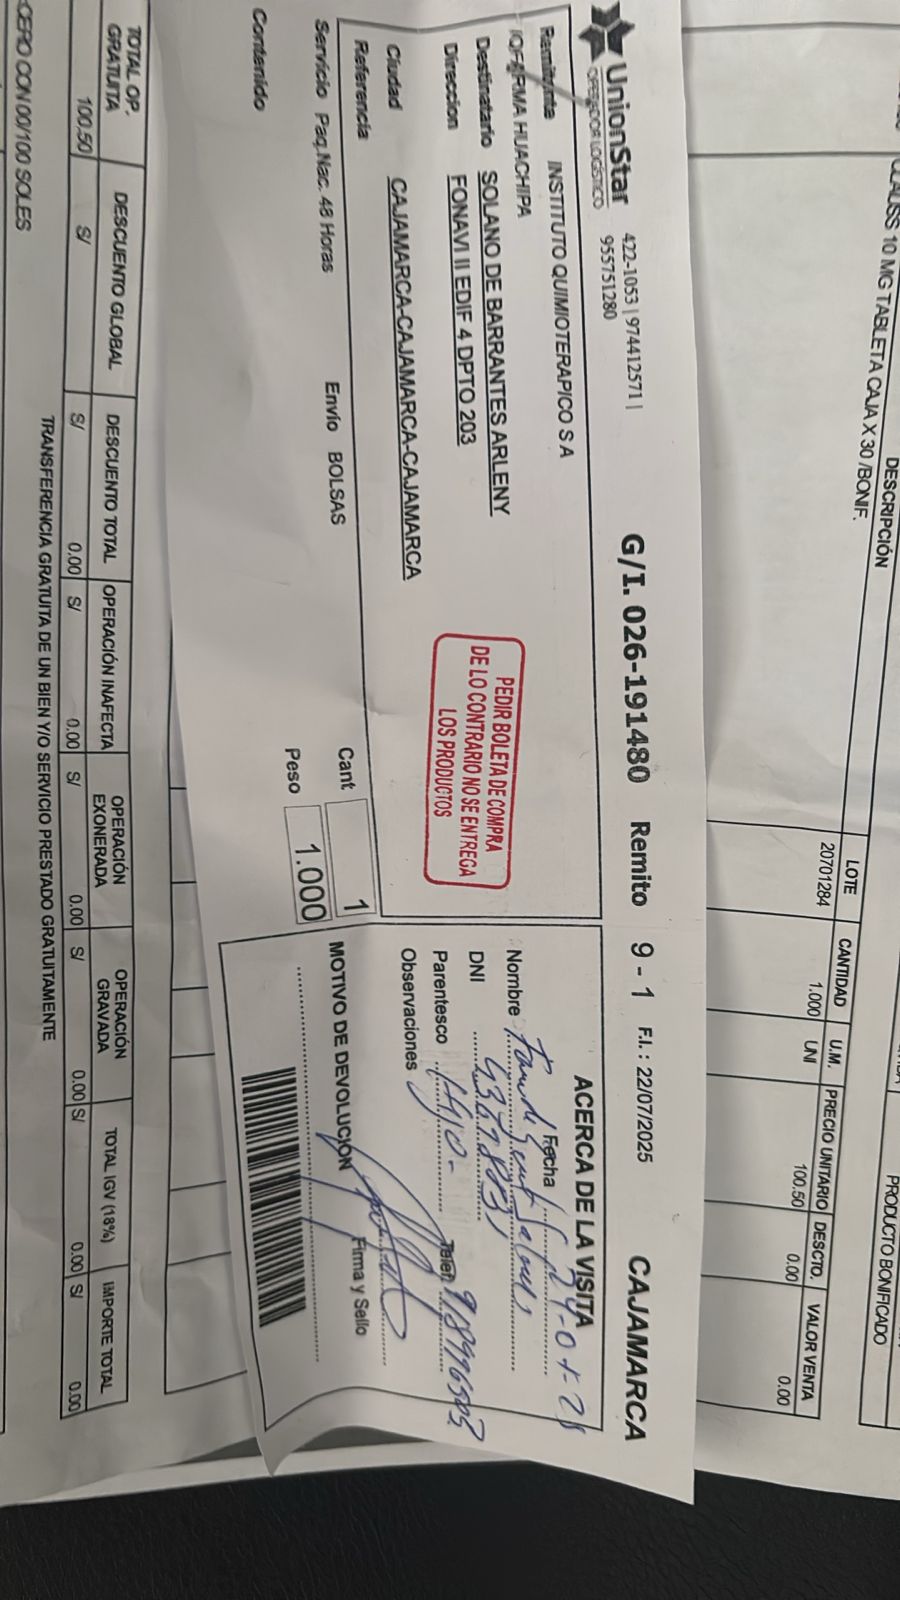 DESCRIPCIÓN
LOTE
CANTIDAD
U.M.
PRECIO UNITARIO
DESCTO.
VALOR VENTA
10 MG TABLETA CAJA X 30 /BONIF.
20701284
1.000
UNI
100.50
0.00
0.00
PRODUCTO BONIFICADO
UnionStar
OPERADOR LOGÍSTICO
422-1053 | 974412571 |
955751280
G/I. 026-191480 Remito 9 - 1 F.I.: 22/07/2025 CAJAMARCA
Remitente INSTITUTO QUIMIOTERAPICO S A
IQFARMA HUACHIPA
Destinatario SOLANO DE BARRANTES ARLENY
Direccion FONAVI II EDIF 4 DPTO 203
Ciudad CAJAMARCA-CAJAMARCA-CAJAMARCA
Referencia
Servicio Paq.Nac. 48 Horas Envío BOLSAS
Contenido
PEDIR BOLETA DE COMPRA
DE LO CONTRARIO NO SE ENTREGA
LOS PRODUCTOS
Cant 1
Peso 1.000
ACERCA DE LA VISITA
Fecha
Nombre
DNI
Parentesco HIJO- Telef.
Observaciones
Firma y Sello
MOTIVO DE DEVOLUCION
TOTAL OP. GRATUITA
DESCUENTO GLOBAL
DESCUENTO TOTAL
OPERACIÓN INAFECTA
OPERACIÓN EXONERADA
OPERACIÓN GRAVADA
TOTAL IGV (18%)
IMPORTE TOTAL
100.50 S/ S/ 0.00 S/ 0.00 S/ 0.00 S/ 0.00 S/ 0.00 S/ 0.00
TRANSFERENCIA GRATUITA DE UN BIEN Y/O SERVICIO PRESTADO GRATUITAMENTE
CERO CON 00/100 SOLES